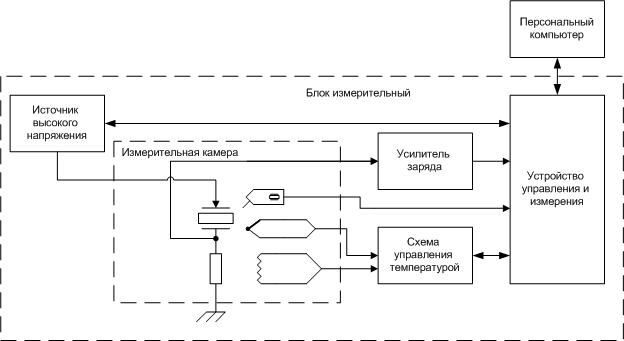 Персональный
компьютер
Блок измерительный
Источник
высокого
напряжения
Измерительная камера
Усилитель
заряда
Устройство
управления и
измерения
Схема
управления
температурой